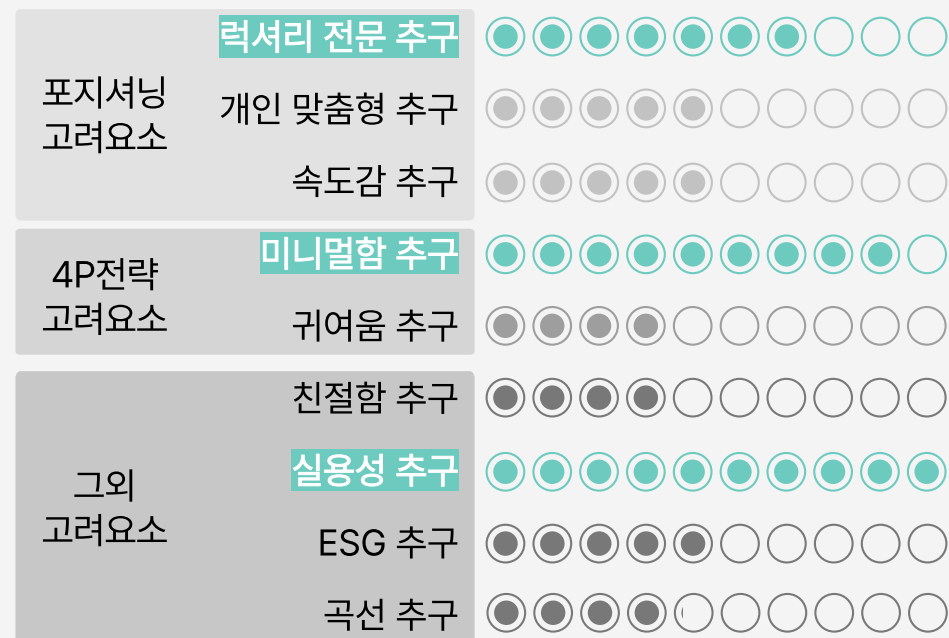 포지셔닝
고려요소
럭셔리 전문 추구
개인 맞춤형 추구
속도감 추구
4P전략
고려요소
미니멀함 추구
귀여움 추구
그외
고려요소
친절함 추구
실용성 추구
ESG 추구
곡선 추구